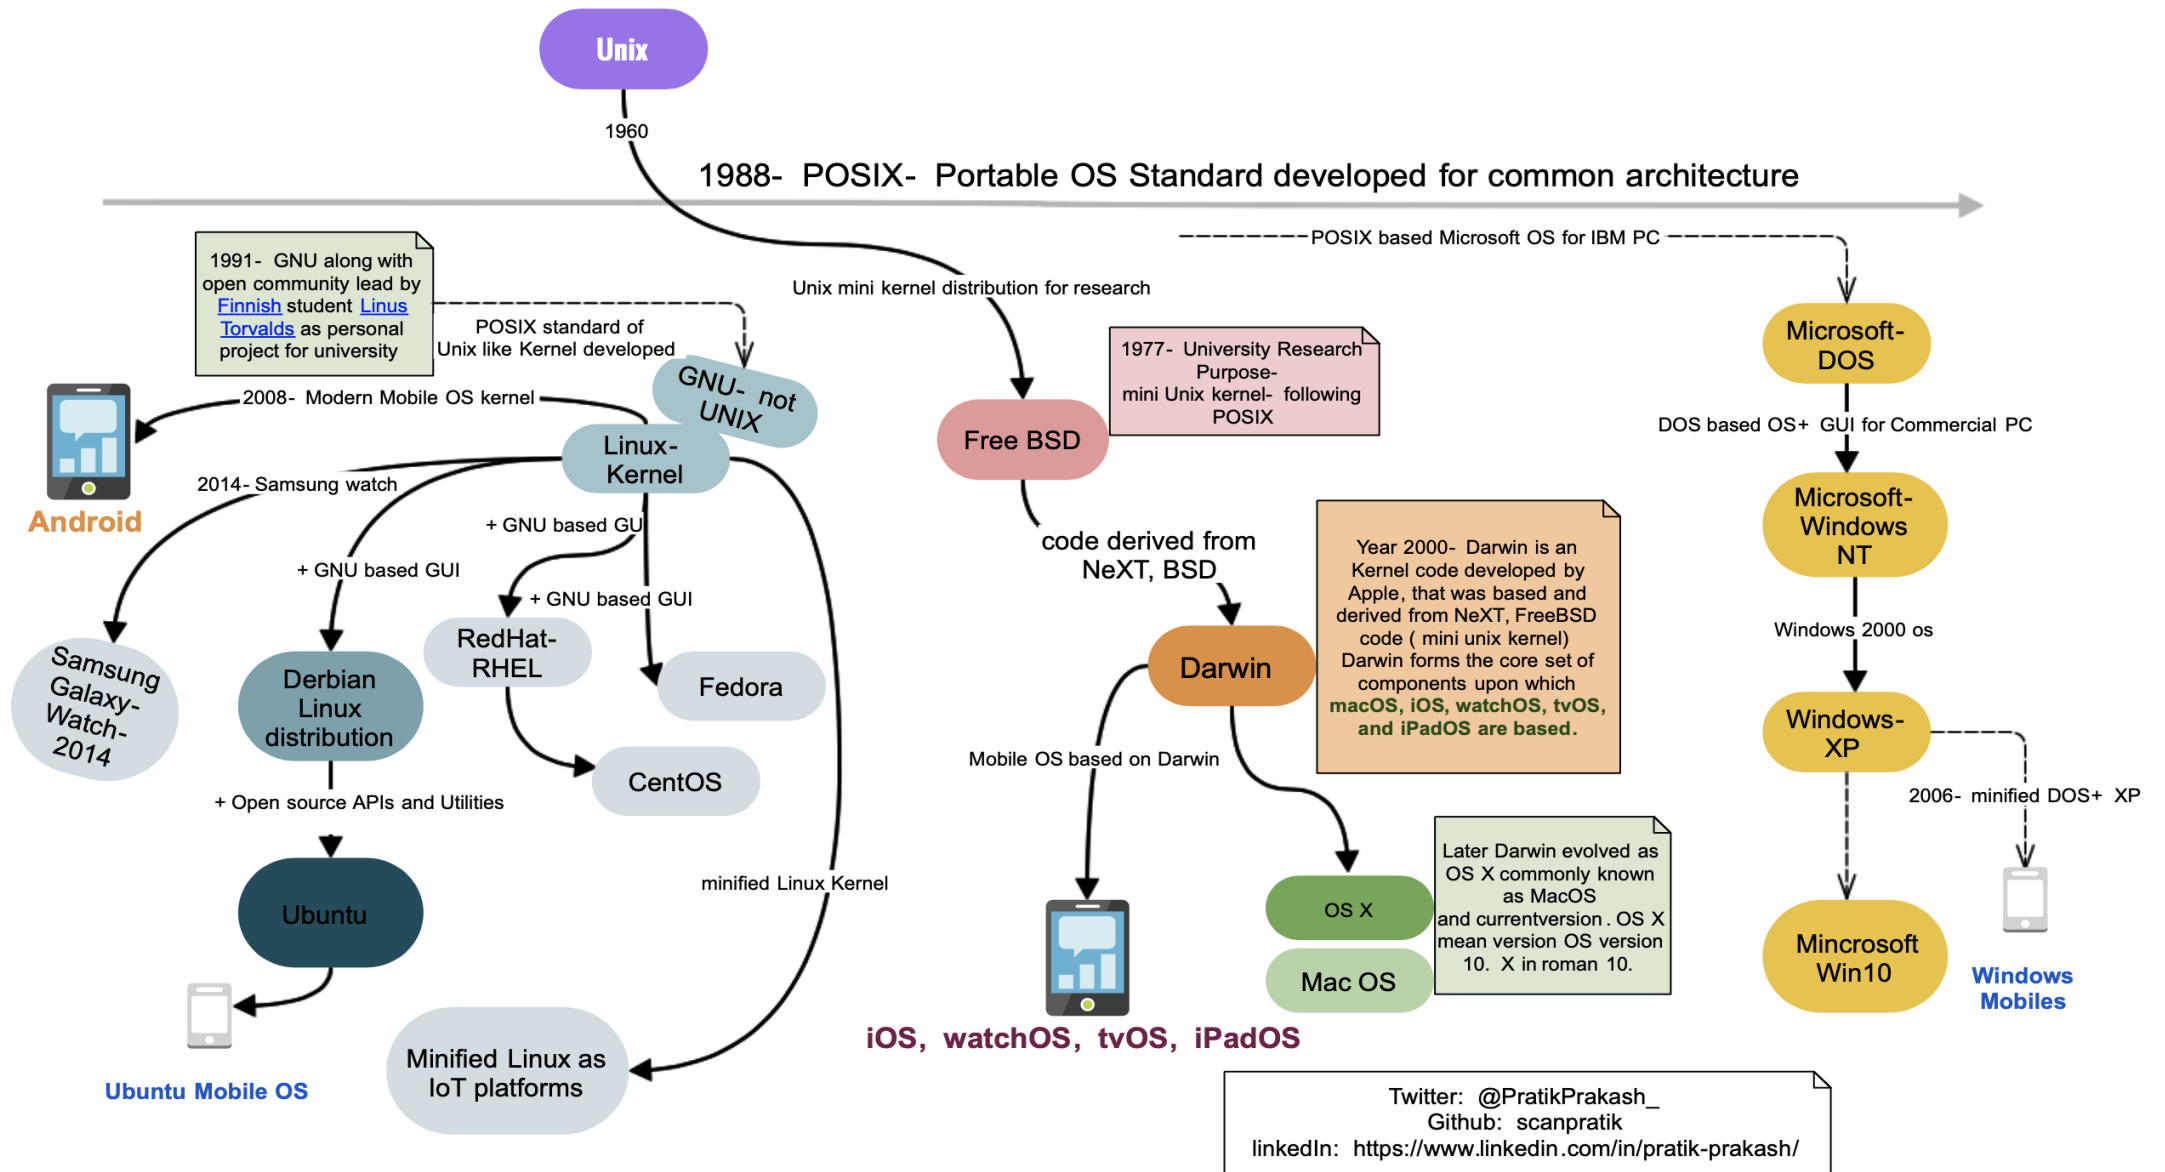 Unix
1960
1988- POSIX- Portable OS Standard developed for common architecture
POSIX based Microsoft OS for IBM PC
1991- GNU along with
open community lead by
Finnish student Linus
Torvalds as personal
project for university
POSIX standard of
Unix like Kernel developed
GNU- not
UNIX
Unix mini kernel distribution for research
1977- University Research
Purpose-
mini Unix kernel- following
POSIX
Microsoft-
DOS
2008- Modern Mobile OS kernel
Android
Linux-
Kernel
Free BSD
DOS based OS+ GUI for Commercial PC
2014- Samsung watch
+ GNU based GU
+ GNU based GUI
+ GNU based GUI
code derived from
NeXT, BSD
Year 2000- Darwin is an
Kernel code developed by
Apple, that was based and
derived from NeXT, FreeBSD
code ( mini unix kernel)
Darwin forms the core set of
components upon which
macOS, iOS, watchOS, tvOS,
and iPadOS are based.
Microsoft-
Windows
NT
Windows 2000 os
Samsung
Galaxy-
Watch-
2014
Derbian
Linux
distribution
RedHat-
RHEL
Fedora
CentOS
Darwin
Windows-
XP
Mobile OS based on Darwin
2006- minified DOS+ XP
+ Open source APIs and Utilities
Ubuntu
minified Linux Kernel
OS X
Mac OS
Later Darwin evolved as
OS X commonly known
as MacOS
and currentversion. OS X
mean version OS version
10. X in roman 10.
Mincrosoft
Win10
Windows
Mobiles
iOS, watchOS, tvOS, iPadOS
Ubuntu Mobile OS
Minified Linux as
IoT platforms
Twitter: @PratikPrakash_
Github: scanpratik
linkedIn: https://www.linkedin.com/in/pratik-prakash/